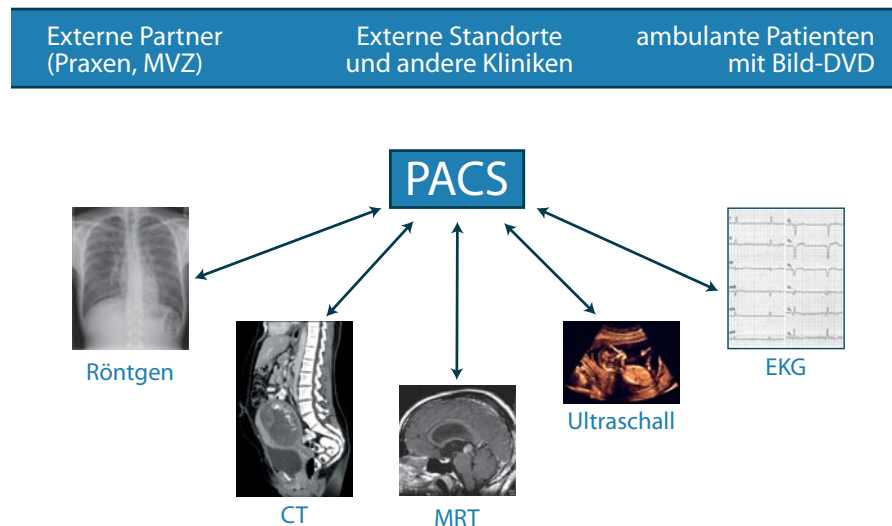 Externe Partner
(Praxen, MVZ)
Externe Standorte
und andere Kliniken
ambulante Patienten
mit Bild-DVD
PACS
Röntgen
CT
MRT
Ultraschall
EKG